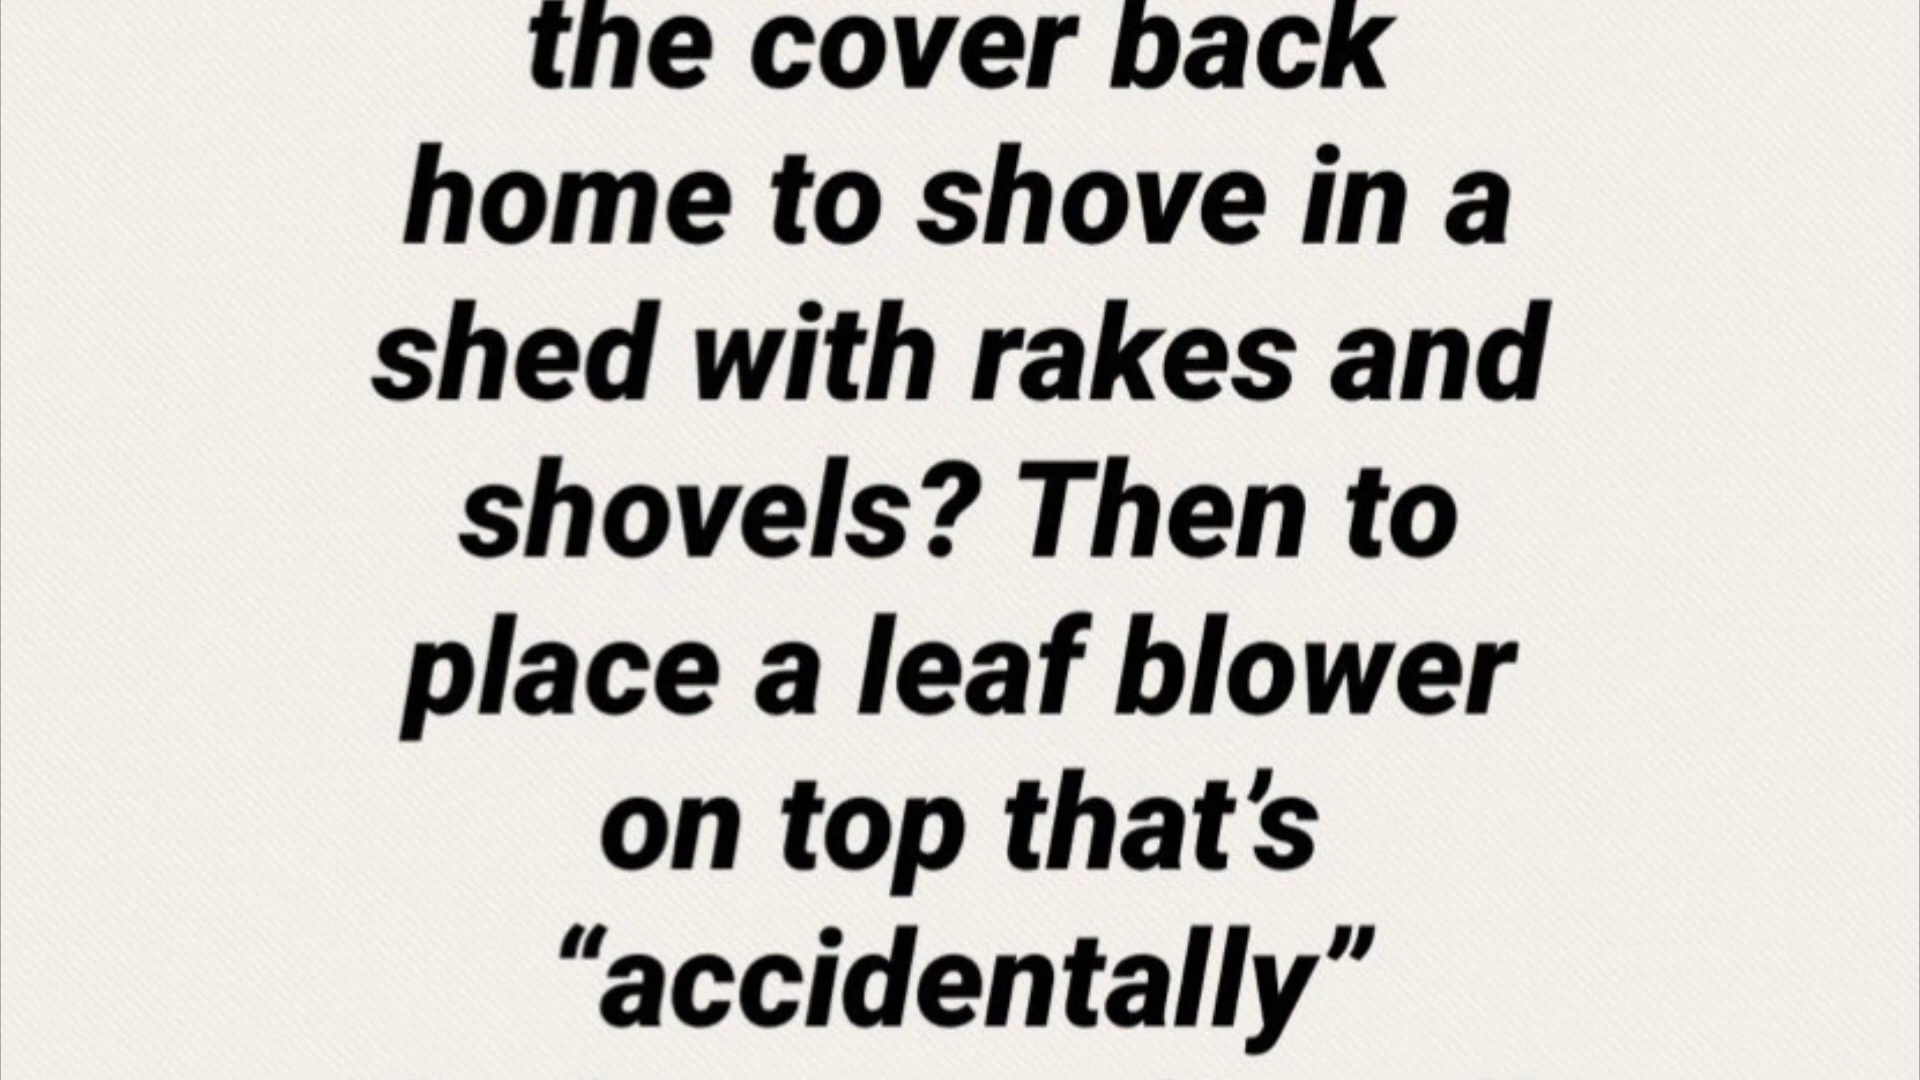 the cover back
home to shove in a
shed with rakes and
shovels? Then to
place a leaf blower
on top that’s
“accidentally”